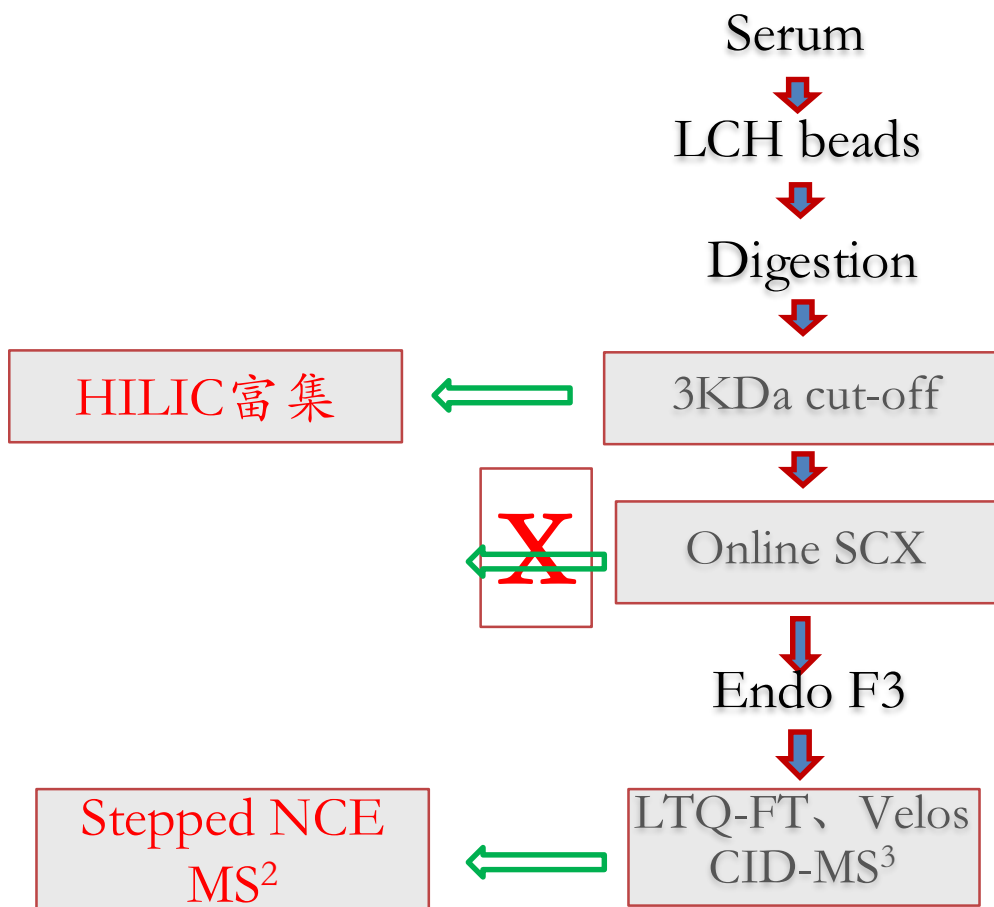 Serum
LCH beads
Digestion
HILIC富集
3KDa cut-off
X
Online SCX
Endo F3
Stepped NCE
MS²
LTQ-FT、Velos
CID-MS³